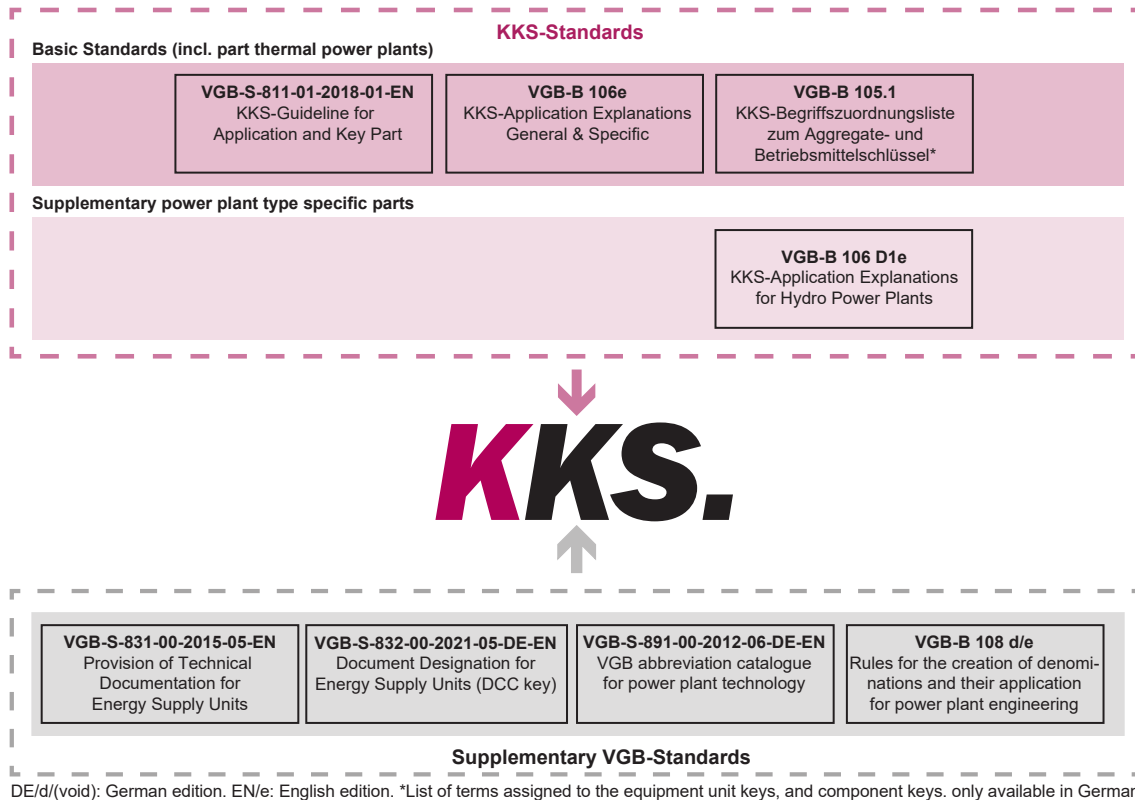 KKS-Standards
Basic Standards (incl. part thermal power plants)
VGB-S-811-01-2018-01-EN
KKS-Guideline for
Application and Key Part
VGB-B 106e
KKS-Application Explanations
General & Specific
VGB-B 105.1
KKS-Begriffszuordnungsliste
zum Aggregate- und
Betriebsmittelschlüssel*
Supplementary power plant type specific parts
VGB-B 106 D1e
KKS-Application Explanations
for Hydro Power Plants
KKS.
VGB-S-831-00-2015-05-EN
Provision of Technical
Documentation for
Energy Supply Units
VGB-S-832-00-2021-05-DE-EN
Document Designation for
Energy Supply Units (DCC key)
VGB-S-891-00-2012-06-DE-EN
VGB abbreviation catalogue
for power plant technology
VGB-B 108 d/e
Rules for the creation of denomi-
nations and their application
for power plant engineering
Supplementary VGB-Standards
DE/d/(void): German edition. EN/e: English edition. *List of terms assigned to the equipment unit keys, and component keys. only available in German